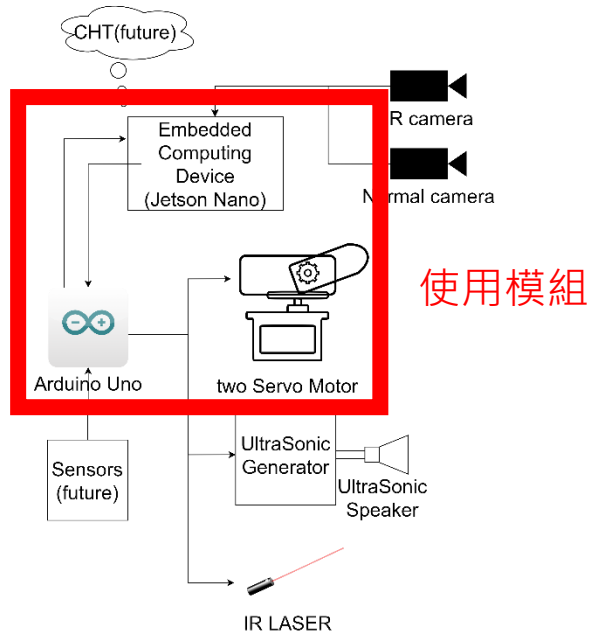 CHT(future)
R camera
Embedded
Computing
Device
(Jetson Nano)
Normal camera
使用模組
Arduino Uno
two Servo Motor
Sensors
(future)
UltraSonic
Generator
UltraSonic
Speaker
IR LASER